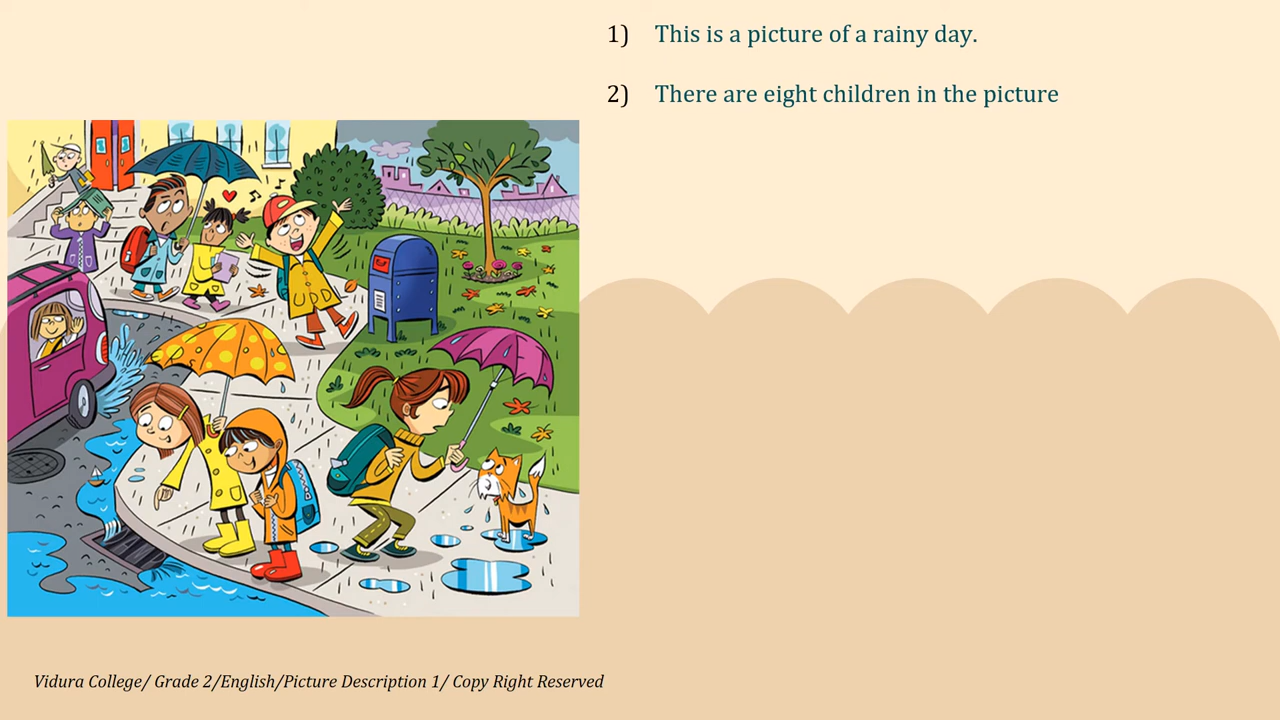 1) This is a picture of a rainy day.
2) There are eight children in the picture
Vidura College/ Grade 2/English/Picture Description 1/ Copy Right Reserved